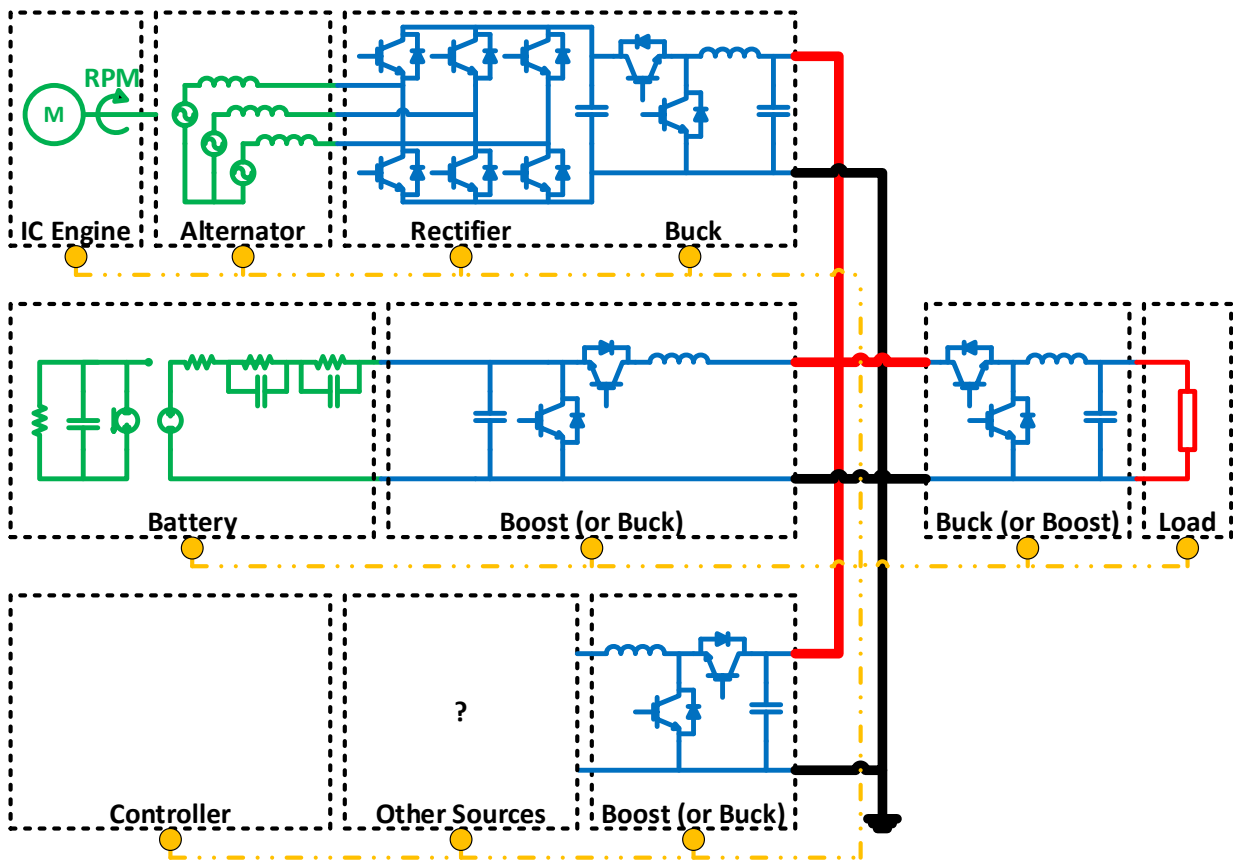 RPM
M
IC Engine
Alternator
Rectifier
Buck
Battery
Boost (or Buck)
Buck (or Boost)
Load
?
Controller
Other Sources
Boost (or Buck)